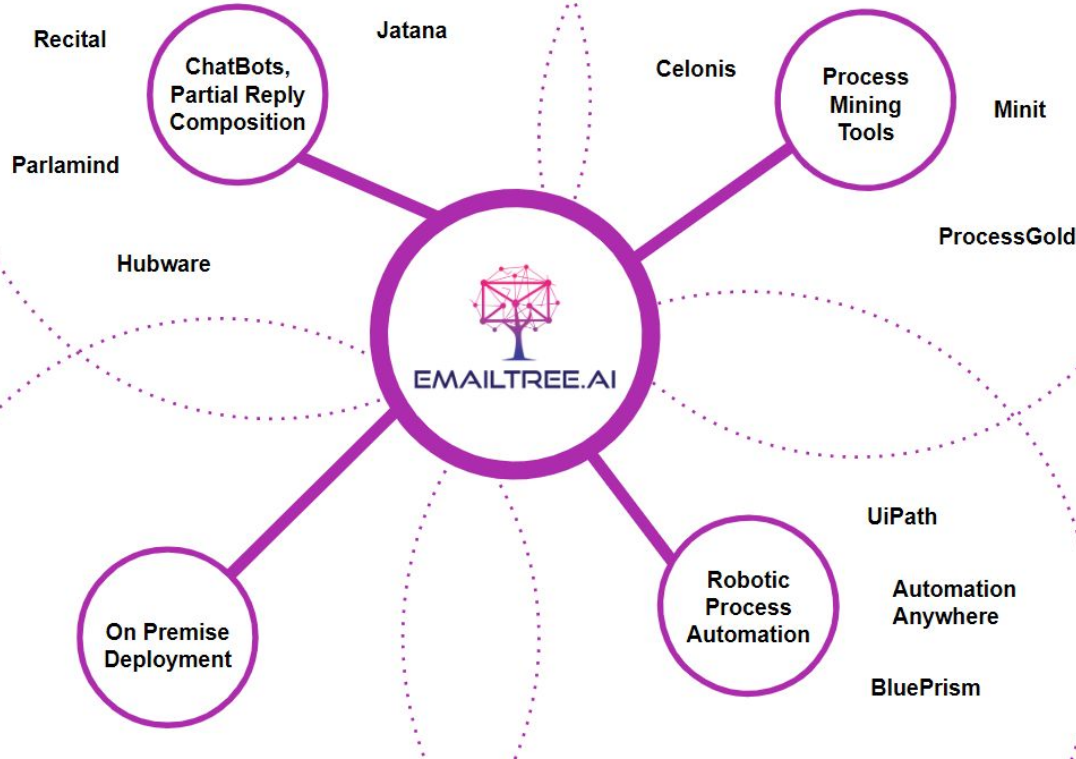 Recital
Jatana
ChatBots,
Partial Reply
Composition
Parlamind
Hubware
Celonis
Process
Mining
Tools
Minit
ProcessGold
EMAILTREE.AI
On Premise
Deployment
Robotic
Process
Automation
UiPath
Automation
Anywhere
BluePrism